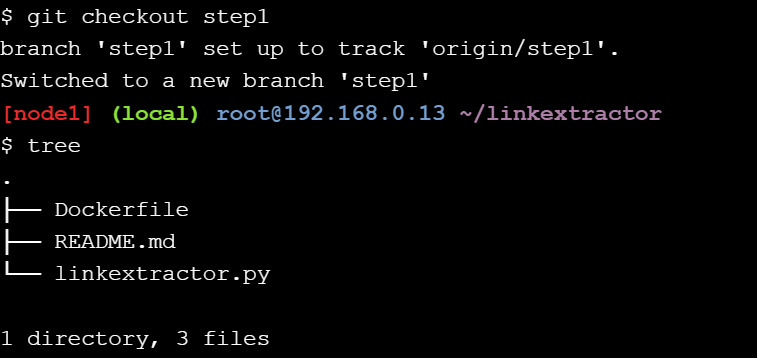 $ git checkout step1
branch 'step1' set up to track 'origin/step1'.
Switched to a new branch 'step1'
[node1] (local) root@192.168.0.13 ~/linkextractor
$ tree
.
├── Dockerfile
├── README.md
└── linkextractor.py
1 directory, 3 files